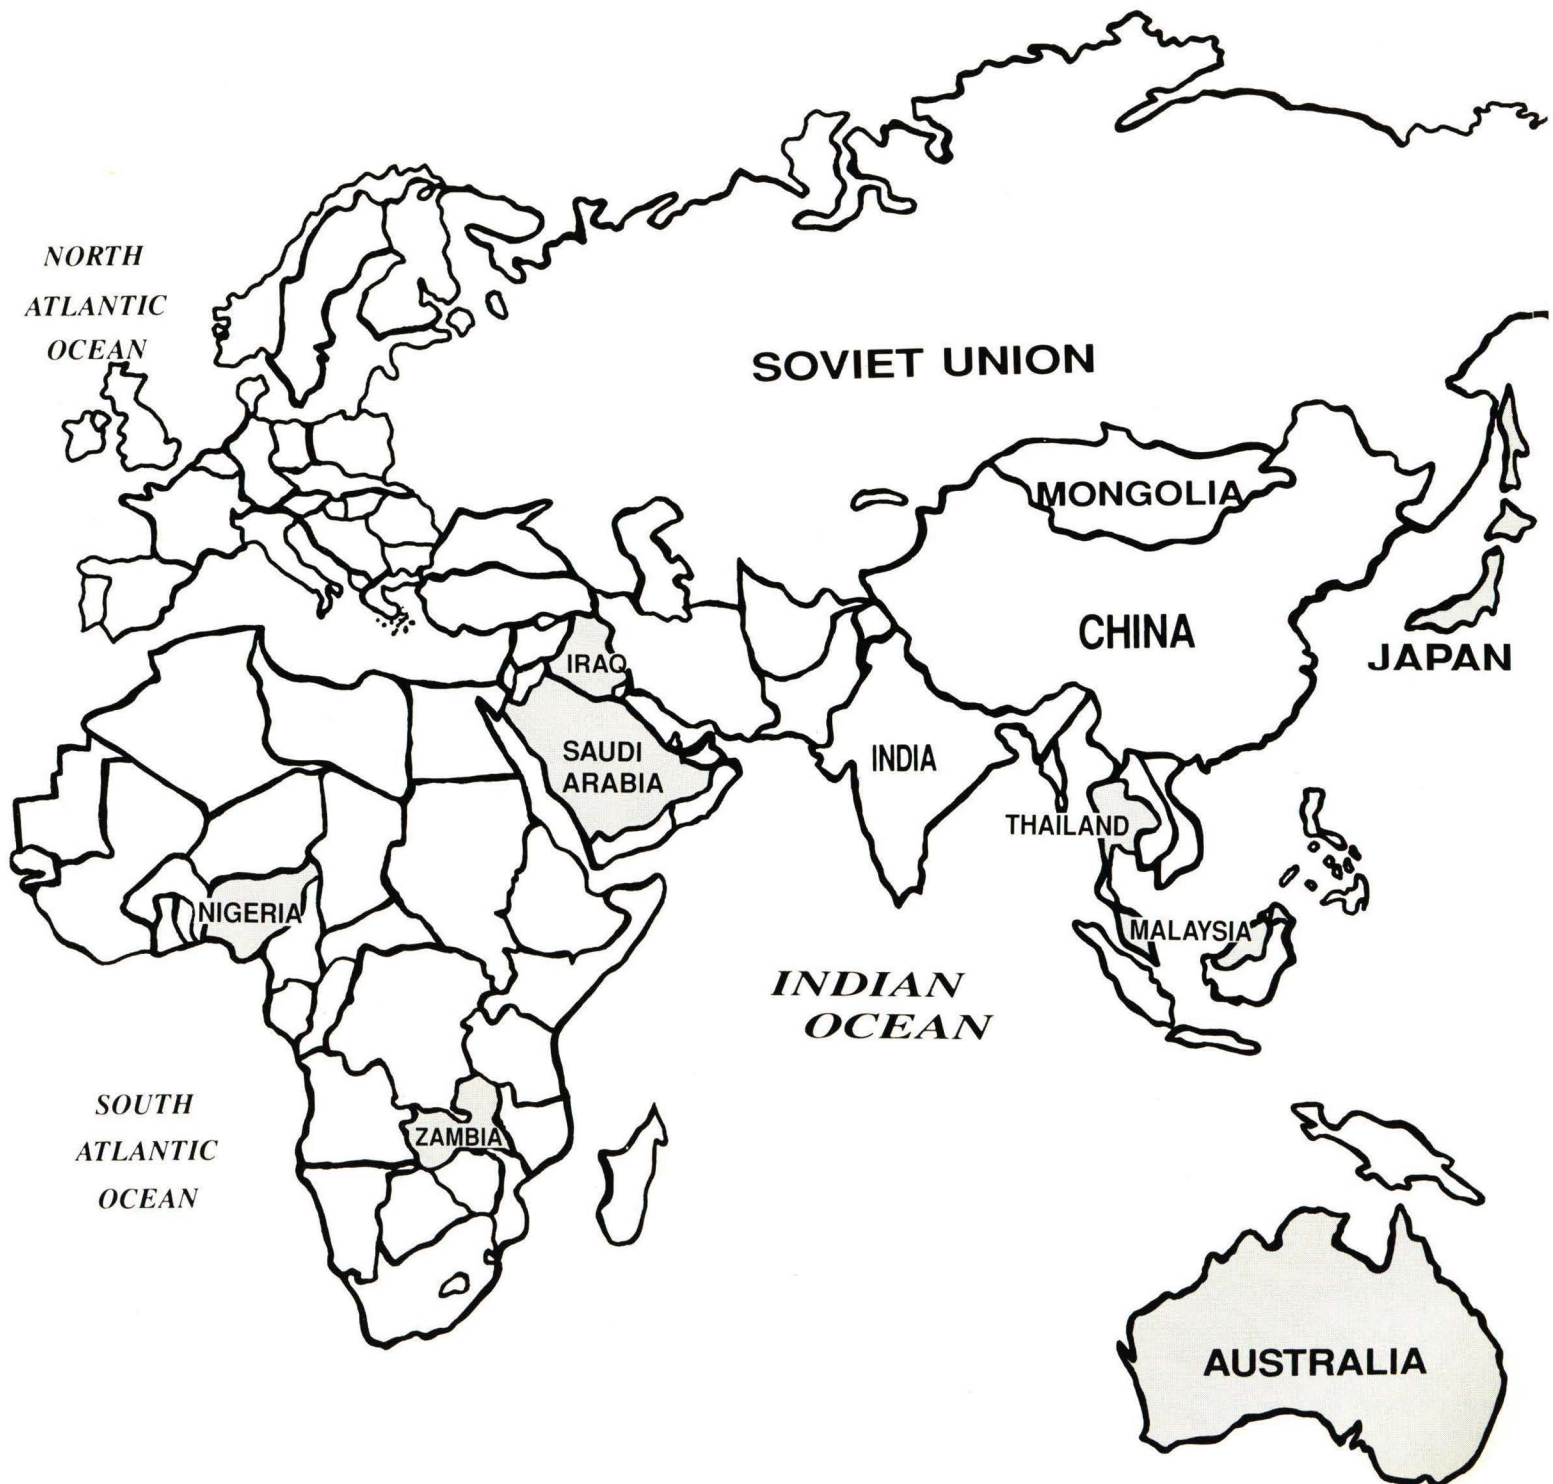 NORTH
ATLANTIC
OCEAN
SOVIET UNION
MONGOLIA
CHINA
JAPAN
IRAQ
SAUDI
ARABIA
INDIA
THAILAND
NIGERIA
MALAYSIA
INDIAN
OCEAN
SOUTH
ATLANTIC
OCEAN
ZAMBIA
AUSTRALIA